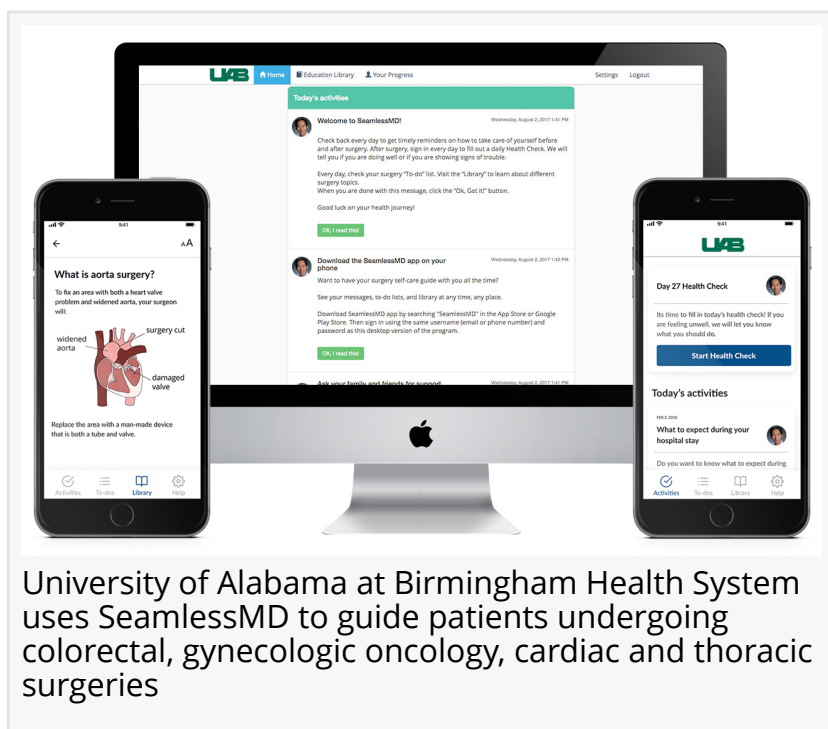 UAB
Home
Education Library
Your Progress
Settings
Logout
Today's activities
Welcome to SeamlessMD!
Wednesday, August 2, 2017 1:41 PM
Check back every day to get timely reminders on how to take care of yourself before
and after surgery. After surgery, sign in every day to fill out a daily Health Check. We will
tell you if you are doing well or if you are showing signs of trouble.
Every day, check your surgery "To-do" list. Visit the "Library" to learn about different
surgery topics.
When you are done with this message, click the "Ok, Got it!" button.
Good luck on your health journey!
OK, I read this!
Download the SeamlessMD app on your
phone
Wednesday, August 2, 2017 1:42 PM
Want to have your surgery self-care guide with you all the time?
See your messages, to-do lists, and library at any time, any place.
Download SeamlessMD app by searching "SeamlessMD" in the App Store or Google
Play Store. Then sign in using the same username (email or phone number) and
password as this desktop version of the program.
OK, I read this!
Ask your family and friends for support
Wednesday, August 2, 2017 1:41 PM
9:41
AA
What is aorta surgery?
To fix an area with both a heart valve
problem and widened aorta, your surgeon
will:
surgery cut
widened
aorta
damaged
valve
Replace the area with a man-made device
that is both a tube and valve.
Activities
To-dos
Library
Help
9:41
UAB
Day 27 Health Check
Its time to fill in today's health check! If you
are feeling unwell, we will let you know
what you should do.
Start Health Check
Today's activities
FEB 2, 2018
What to expect during your
hospital stay
Do you want to know what to expect during
Activities
To-dos
Library
Help
University of Alabama at Birmingham Health System
uses SeamlessMD to guide patients undergoing
colorectal, gynecologic oncology, cardiac and thoracic
surgeries